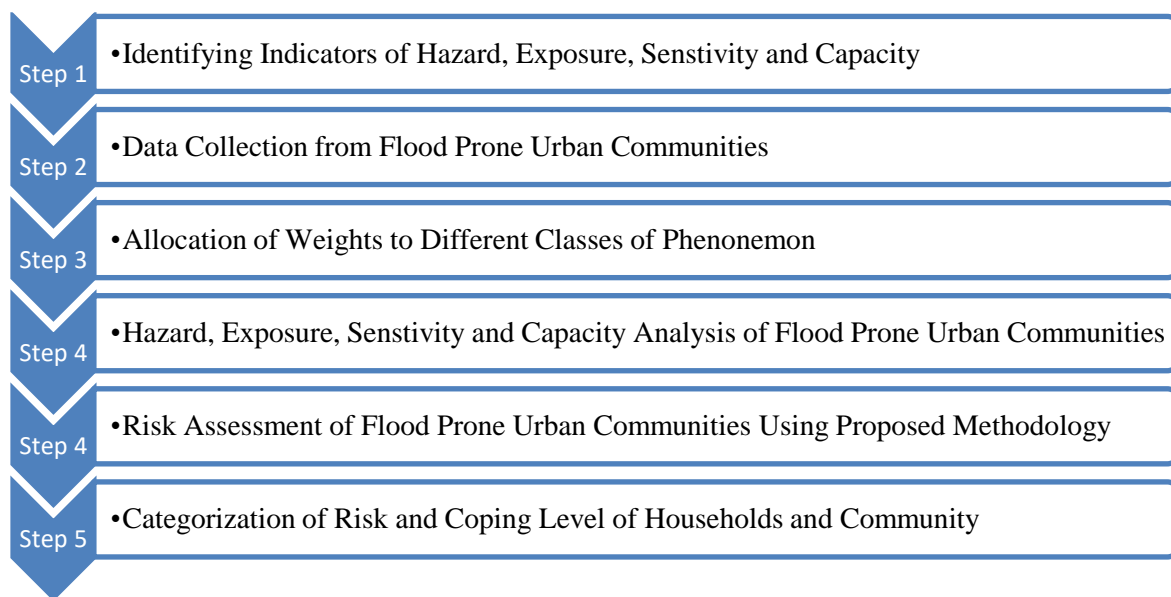 Step 1
•Identifying Indicators of Hazard, Exposure, Senstivity and Capacity
Step 2
•Data Collection from Flood Prone Urban Communities
Step 3
•Allocation of Weights to Different Classes of Phenonemon
Step 4
•Hazard, Exposure, Senstivity and Capacity Analysis of Flood Prone Urban Communities
Step 4
•Risk Assessment of Flood Prone Urban Communities Using Proposed Methodology
Step 5
•Categorization of Risk and Coping Level of Households and Community